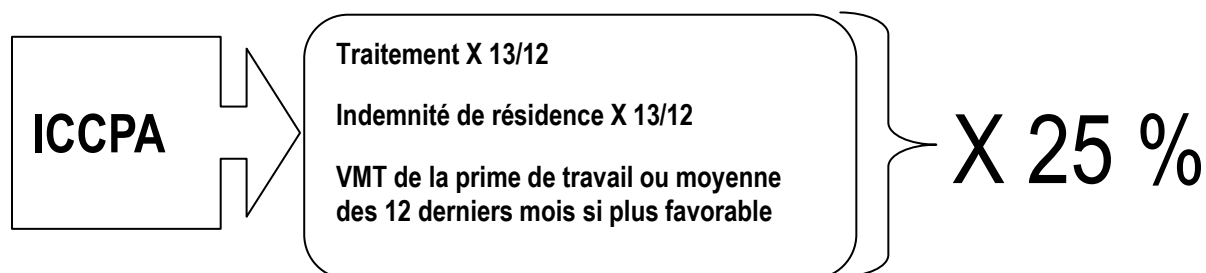 ICCPA
Traitement X 13/12
Indemnité de résidence X 13/12
VMT de la prime de travail ou moyenne
des 12 derniers mois si plus favorable
X 25 %